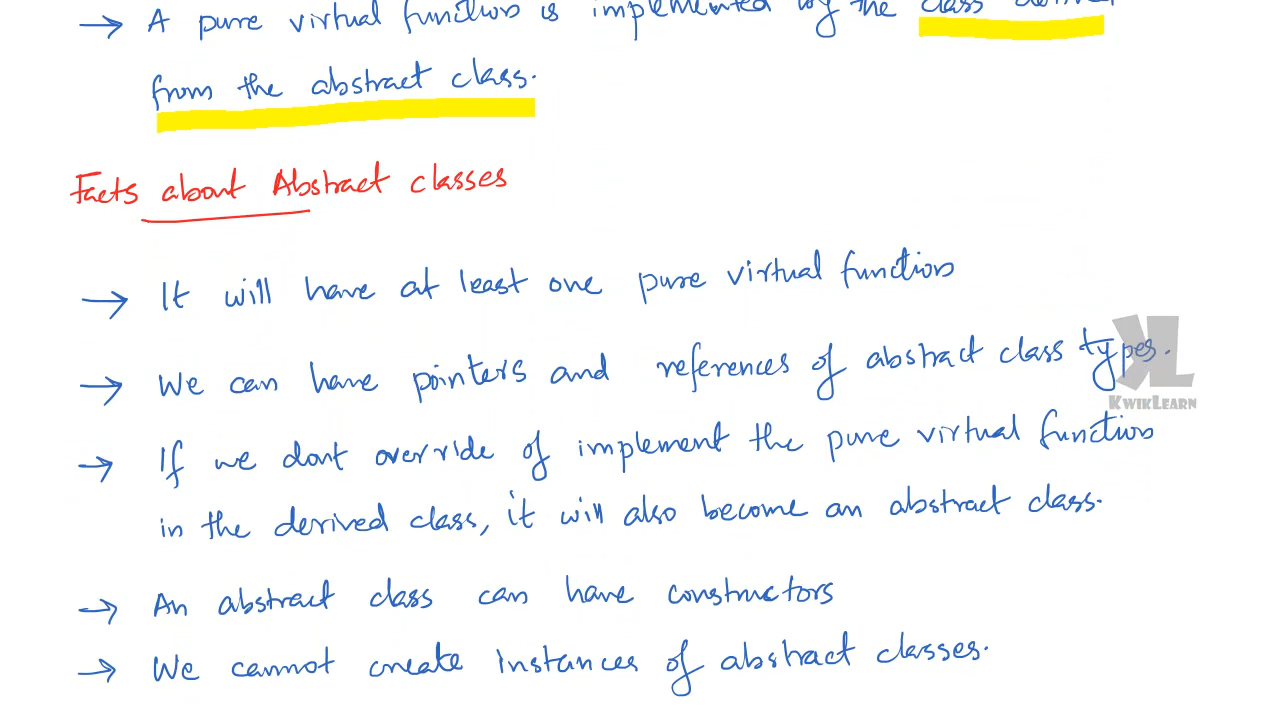 → A pure virtual function is implemented by the class derived
from the abstract class.
Facts about Abstract classes
→ It will have at least one pure virtual function
→ We can have pointers and references of abstract class types.
KL
KWIKLEARN
→ If we dont override of implement the pure virtual function
in the derived class, it will also become an abstract class.
→ An abstract class can have constructors
→ We cannot create instances of abstract classes.